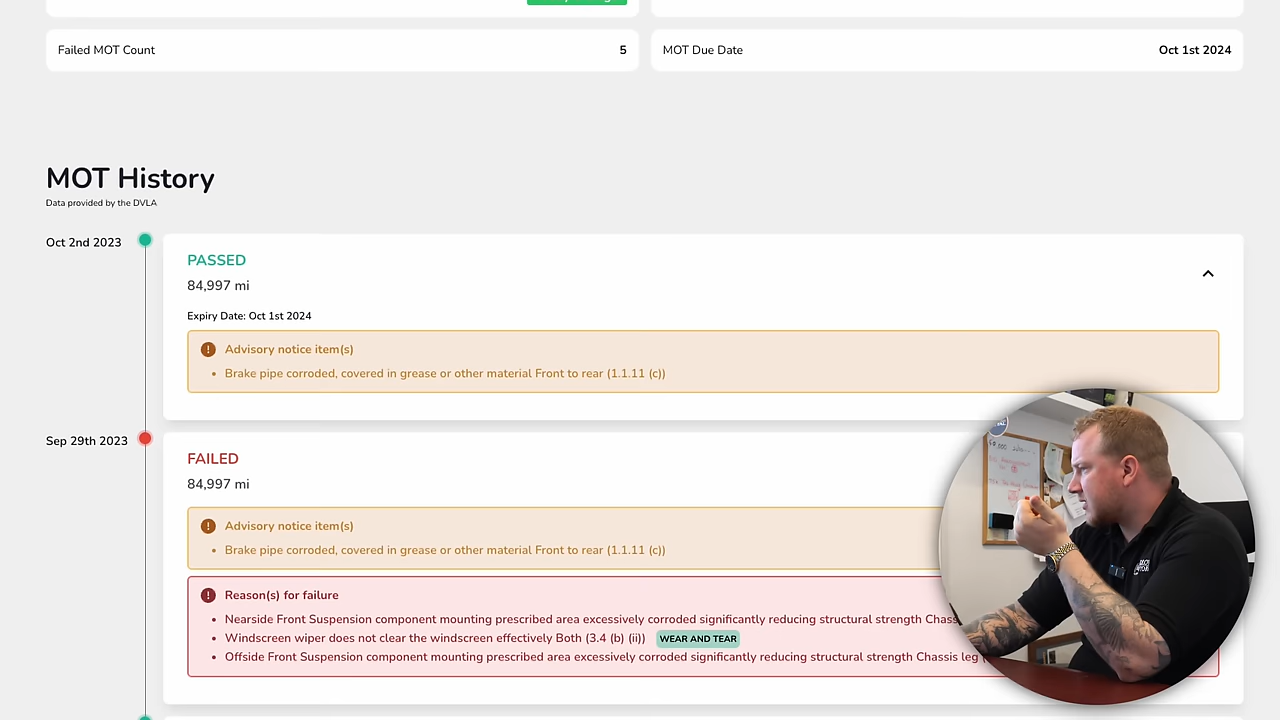 Failed MOT Count 5 MOT Due Date Oct 1st 2024
MOT History
Data provided by the DVLA
Oct 2nd 2023
PASSED
84,997 mi
Expiry Date: Oct 1st 2024
Advisory notice item(s)
• Brake pipe corroded, covered in grease or other material Front to rear (1.1.11 (c))
Sep 29th 2023
FAILED
84,997 mi
Advisory notice item(s)
• Brake pipe corroded, covered in grease or other material Front to rear (1.1.11 (c))
Reason(s) for failure
• Nearside Front Suspension component mounting prescribed area excessively corroded significantly reducing structural strength Chass
• Windscreen wiper does not clear the windscreen effectively Both (3.4 (b) (ii)) WEAR AND TEAR
• Offside Front Suspension component mounting prescribed area excessively corroded significantly reducing structural strength Chassis leg (